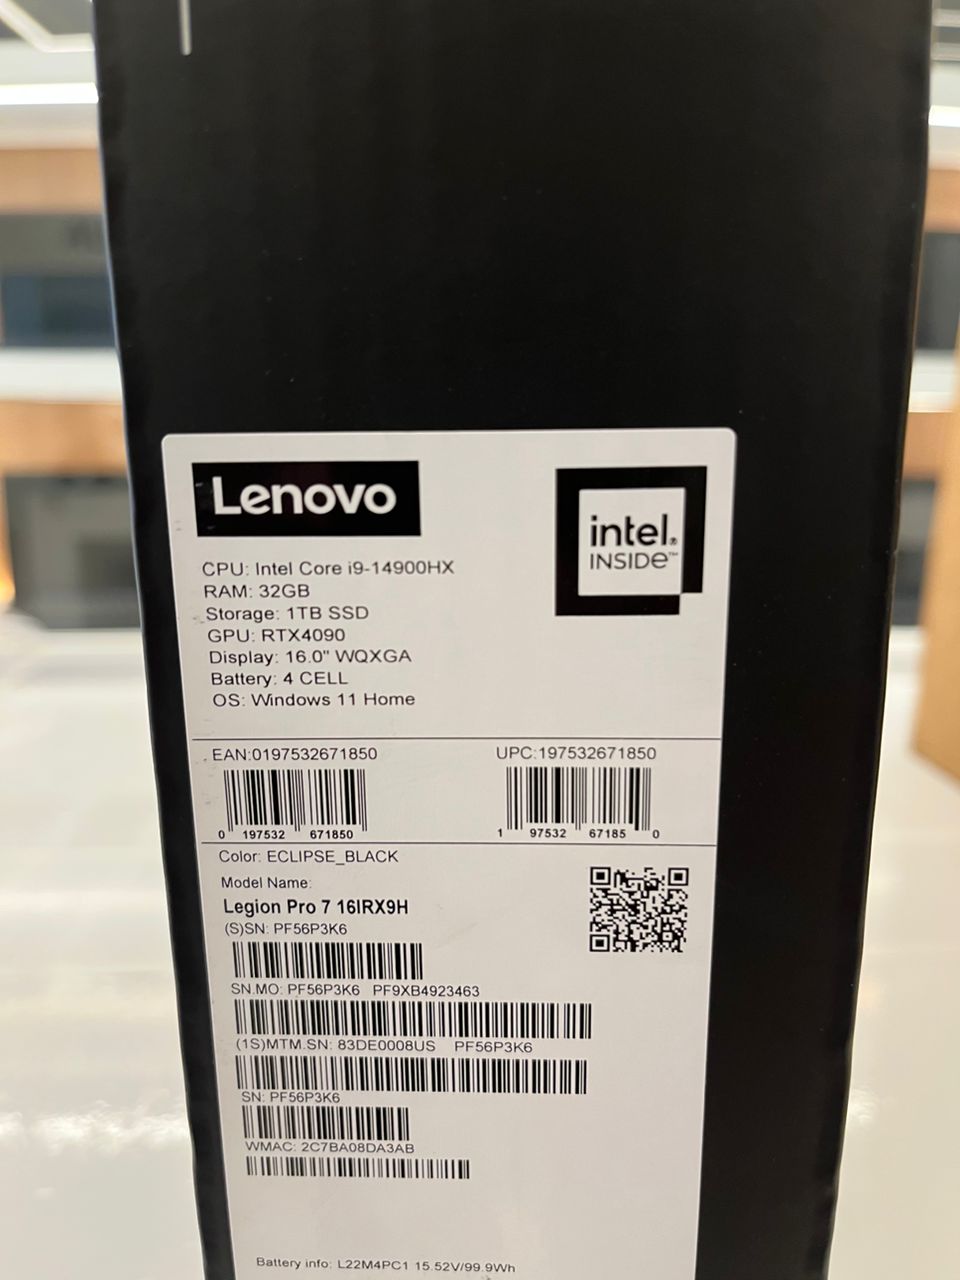 Lenovo
intel.
INSIDE™
CPU: Intel Core i9-14900HX
RAM: 32GB
Storage: 1TB SSD
GPU: RTX4090
Display: 16.0" WQXGA
Battery: 4 CELL
OS: Windows 11 Home
EAN:0197532671850
UPC:197532671850
0 197532 671850
1 97532 67185 0
Color: ECLIPSE_BLACK
Model Name:
Legion Pro 7 16IRX9H
(S)SN: PF56P3K6
SN.MO: PF56P3K6 PF9XB4923463
(1S)MTM.SN: 83DE0008US PF56P3K6
SN: PF56P3K6
WMAC: 2C7BA08DA3AB
Battery info: L22M4PC1 15.52V/99.9Wh